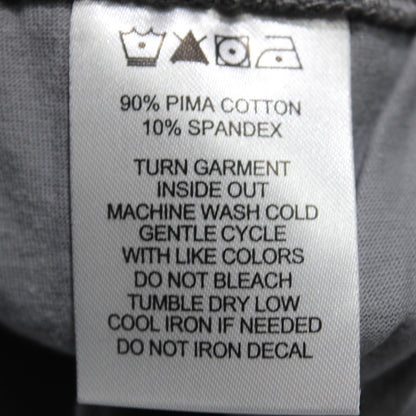 90% PIMA COTTON
10% SPANDEX
TURN GARMENT
INSIDE OUT
MACHINE WASH COLD
GENTLE CYCLE
WITH LIKE COLORS
DO NOT BLEACH
TUMBLE DRY LOW
COOL IRON IF NEEDED
DO NOT IRON DECAL